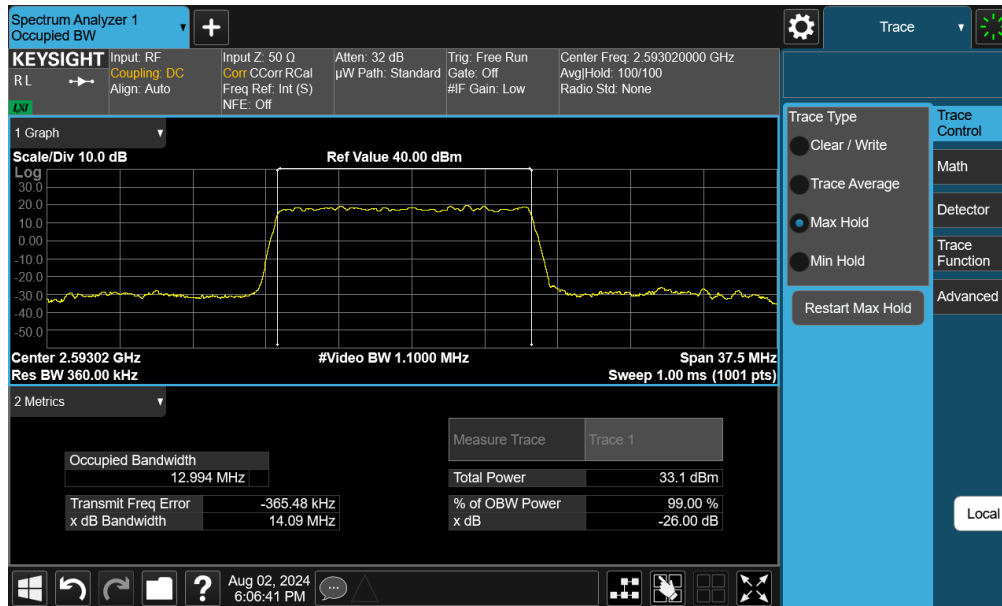 Spectrum Analyzer 1
Occupied BW
+
Trace
KEYSIGHT
R L
LXI
Input: RF
Coupling: DC
Align: Auto
Input Z: 50 Ω
Corr CCorr RCal
Freq Ref: Int (S)
NFE: Off
Atten: 32 dB
µW Path: Standard
Trig: Free Run
Gate: Off
#IF Gain: Low
Center Freq: 2.593020000 GHz
Avg|Hold: 100/100
Radio Std: None
1 Graph
Scale/Div 10.0 dB
Ref Value 40.00 dBm
Log
30.0
20.0
10.0
0.00
-10.0
-20.0
-30.0
-40.0
-50.0
Center 2.59302 GHz
#Video BW 1.1000 MHz
Span 37.5 MHz
Res BW 360.00 kHz
Sweep 1.00 ms (1001 pts)
2 Metrics
Measure Trace
Trace 1
Occupied Bandwidth
12.994 MHz
Total Power
33.1 dBm
Transmit Freq Error
-365.48 kHz
% of OBW Power
99.00 %
x dB Bandwidth
14.09 MHz
x dB
-26.00 dB
Trace Type
Clear / Write
Trace Average
Max Hold
Min Hold
Restart Max Hold
Trace
Control
Math
Detector
Trace
Function
Advanced
Local
?
Aug 02, 2024
6:06:41 PM